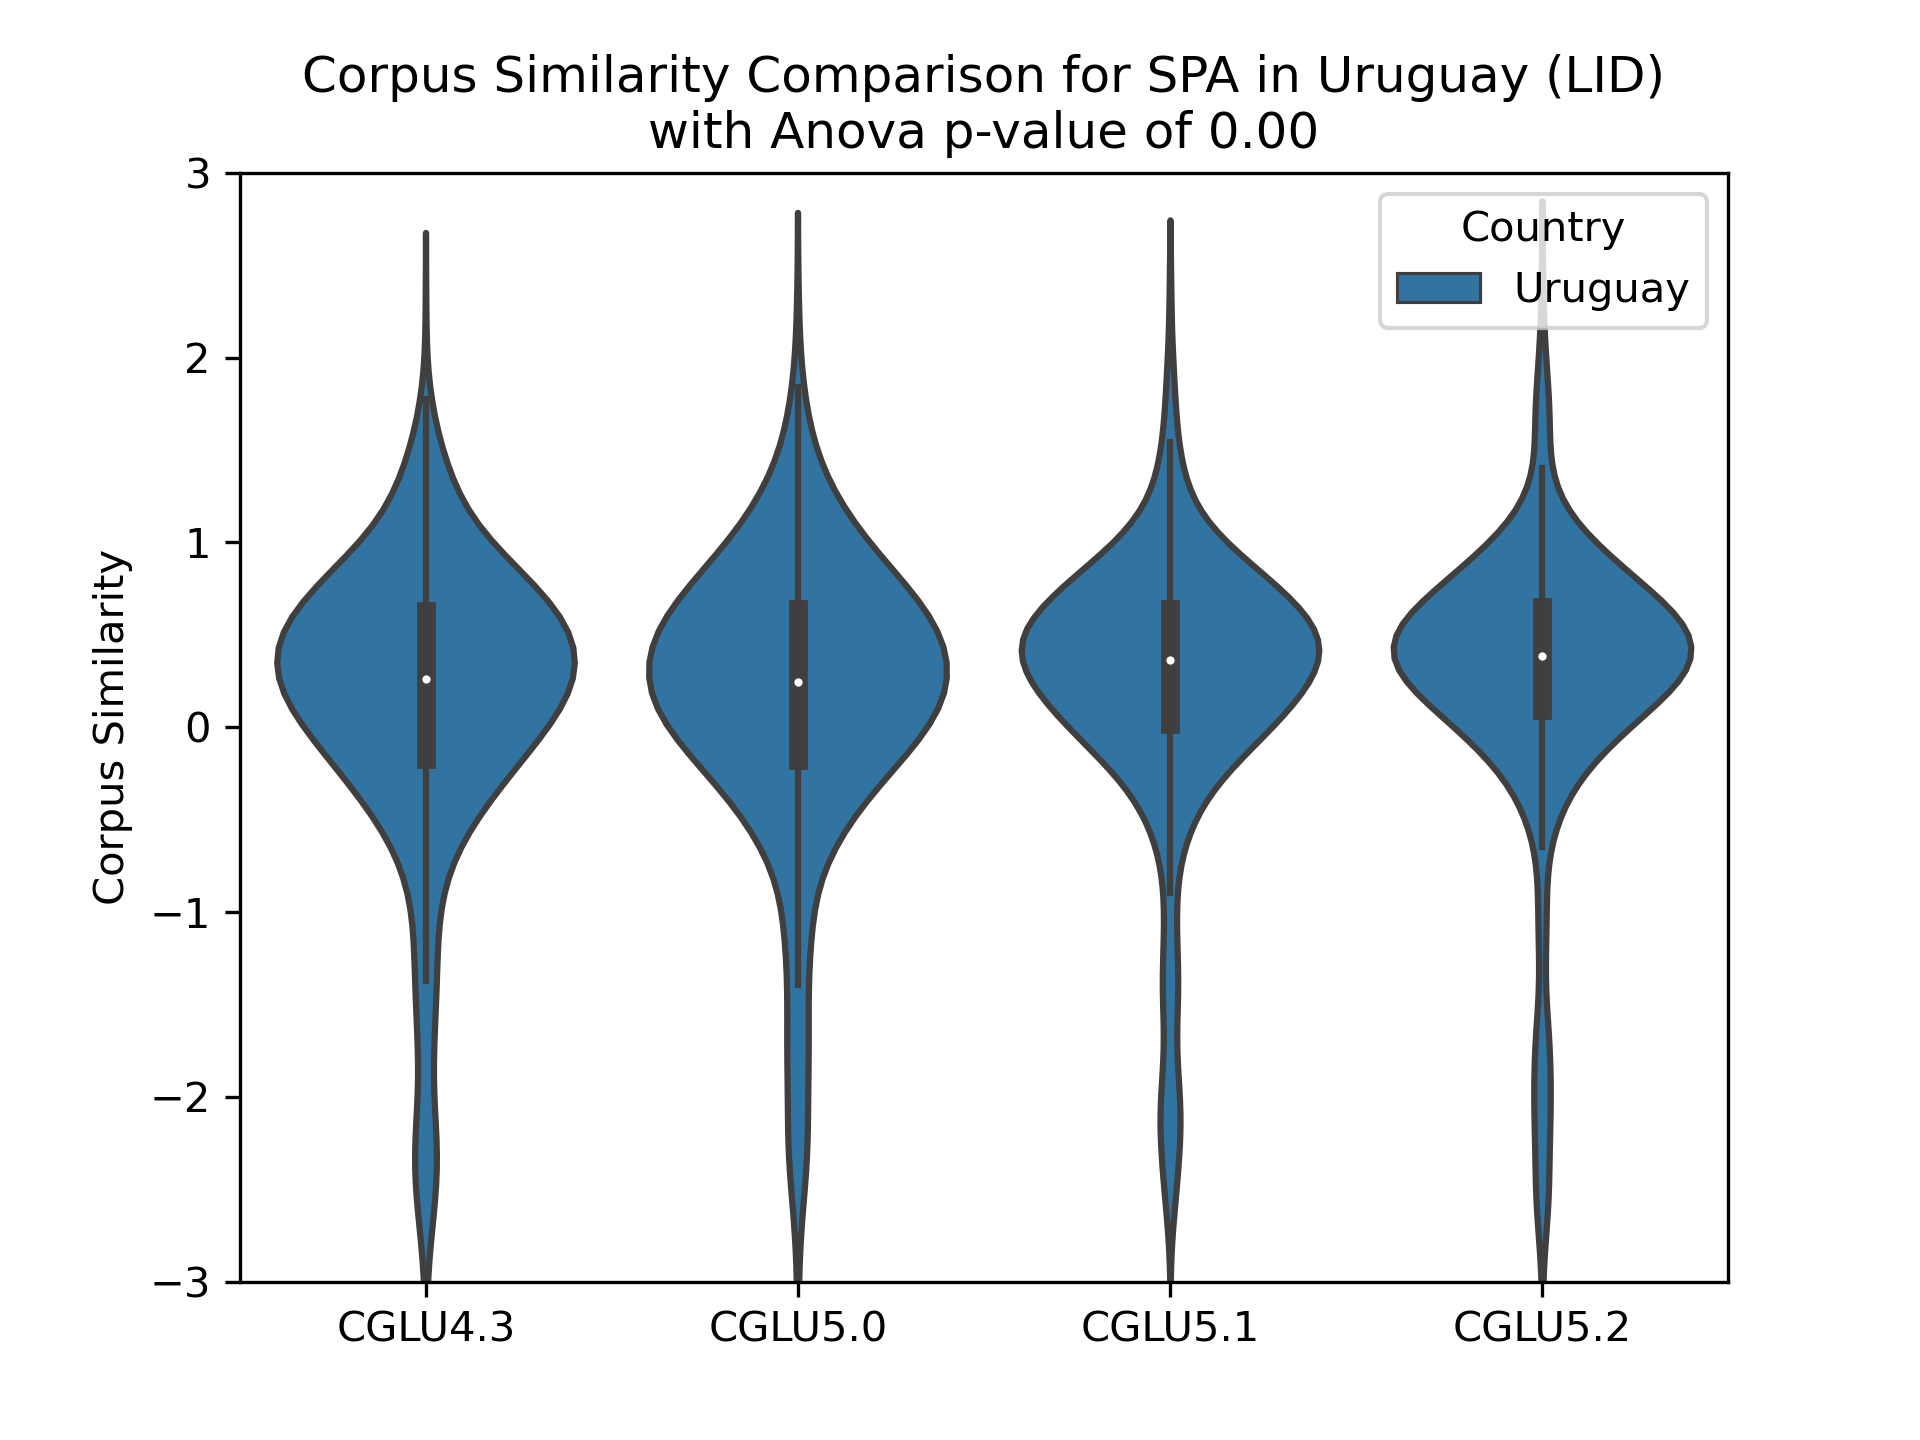 Corpus Similarity Comparison for SPA in Uruguay (LID)
with Anova p-value of 0.00
Country
Uruguay
Corpus Similarity
3
2
1
0
−1
−2
−3
CGLU4.3
CGLU5.0
CGLU5.1
CGLU5.2